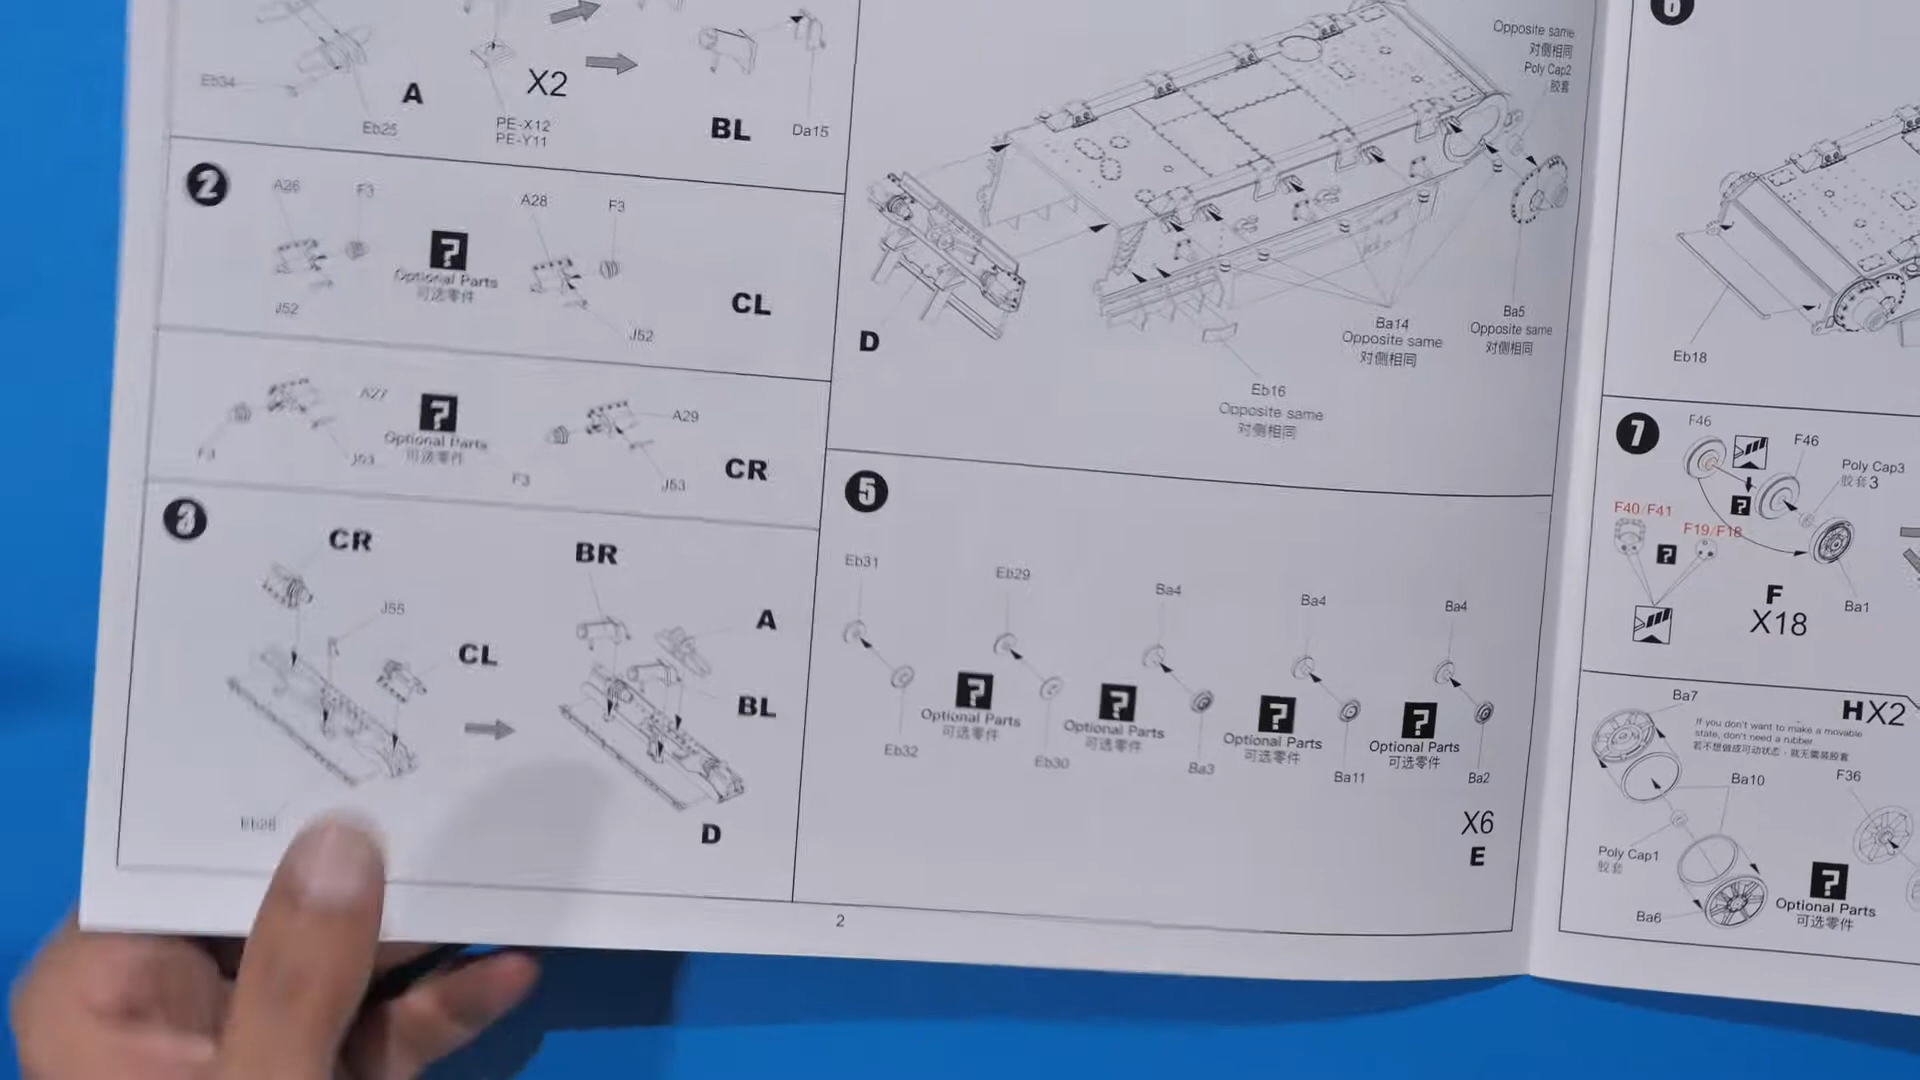 Eb34
A
Eb25
X2
PE-X12
PE-Y11
BL
Da15
2
A26
F3
J52
?
Optional Parts
可选零件
A28
F3
J52
CL
F3
A27
J53
?
Optional Parts
可选零件
F3
A29
J53
CR
3
CR
J55
CL
Eb28
BR
A
BL
D
Opposite same
对侧相同
Poly Cap2
胶套
D
Ba14
Opposite same
对侧相同
Ba5
Opposite same
对侧相同
Eb16
Opposite same
对侧相同
5
Eb31
Eb32
?
Optional Parts
可选零件
Eb29
Eb30
?
Optional Parts
可选零件
Ba4
Ba3
?
Optional Parts
可选零件
Ba4
Ba11
?
Optional Parts
可选零件
Ba4
Ba2
X6
E
2
6
Eb18
7
F46
F46
Poly Cap3
胶套3
?
F40/F41
F19/F18
?
F
X18
Ba1
Ba7
HX2
If you don't want to make a movable
state, don't need a rubber
若不想做成可动状态，就无需装胶套
Ba10
F36
Poly Cap1
胶套
Ba6
?
Optional Parts
可选零件